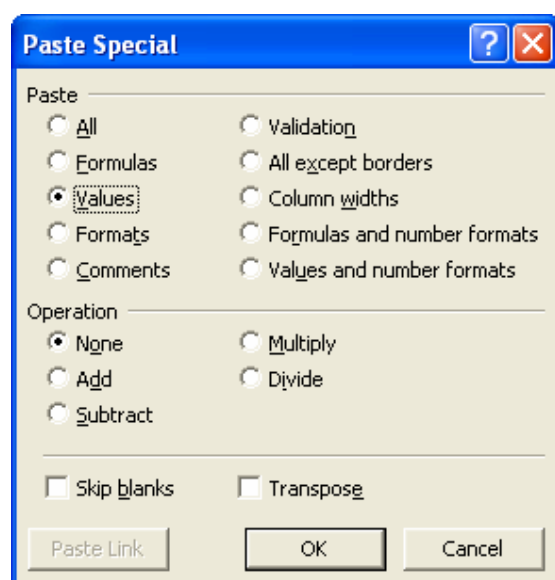 Paste Special
Paste
All Validation
Formulas All except borders
Values Column widths
Formats Formulas and number formats
Comments Values and number formats
Operation
None Multiply
Add Divide
Subtract
Skip blanks Transpose
Paste Link OK Cancel